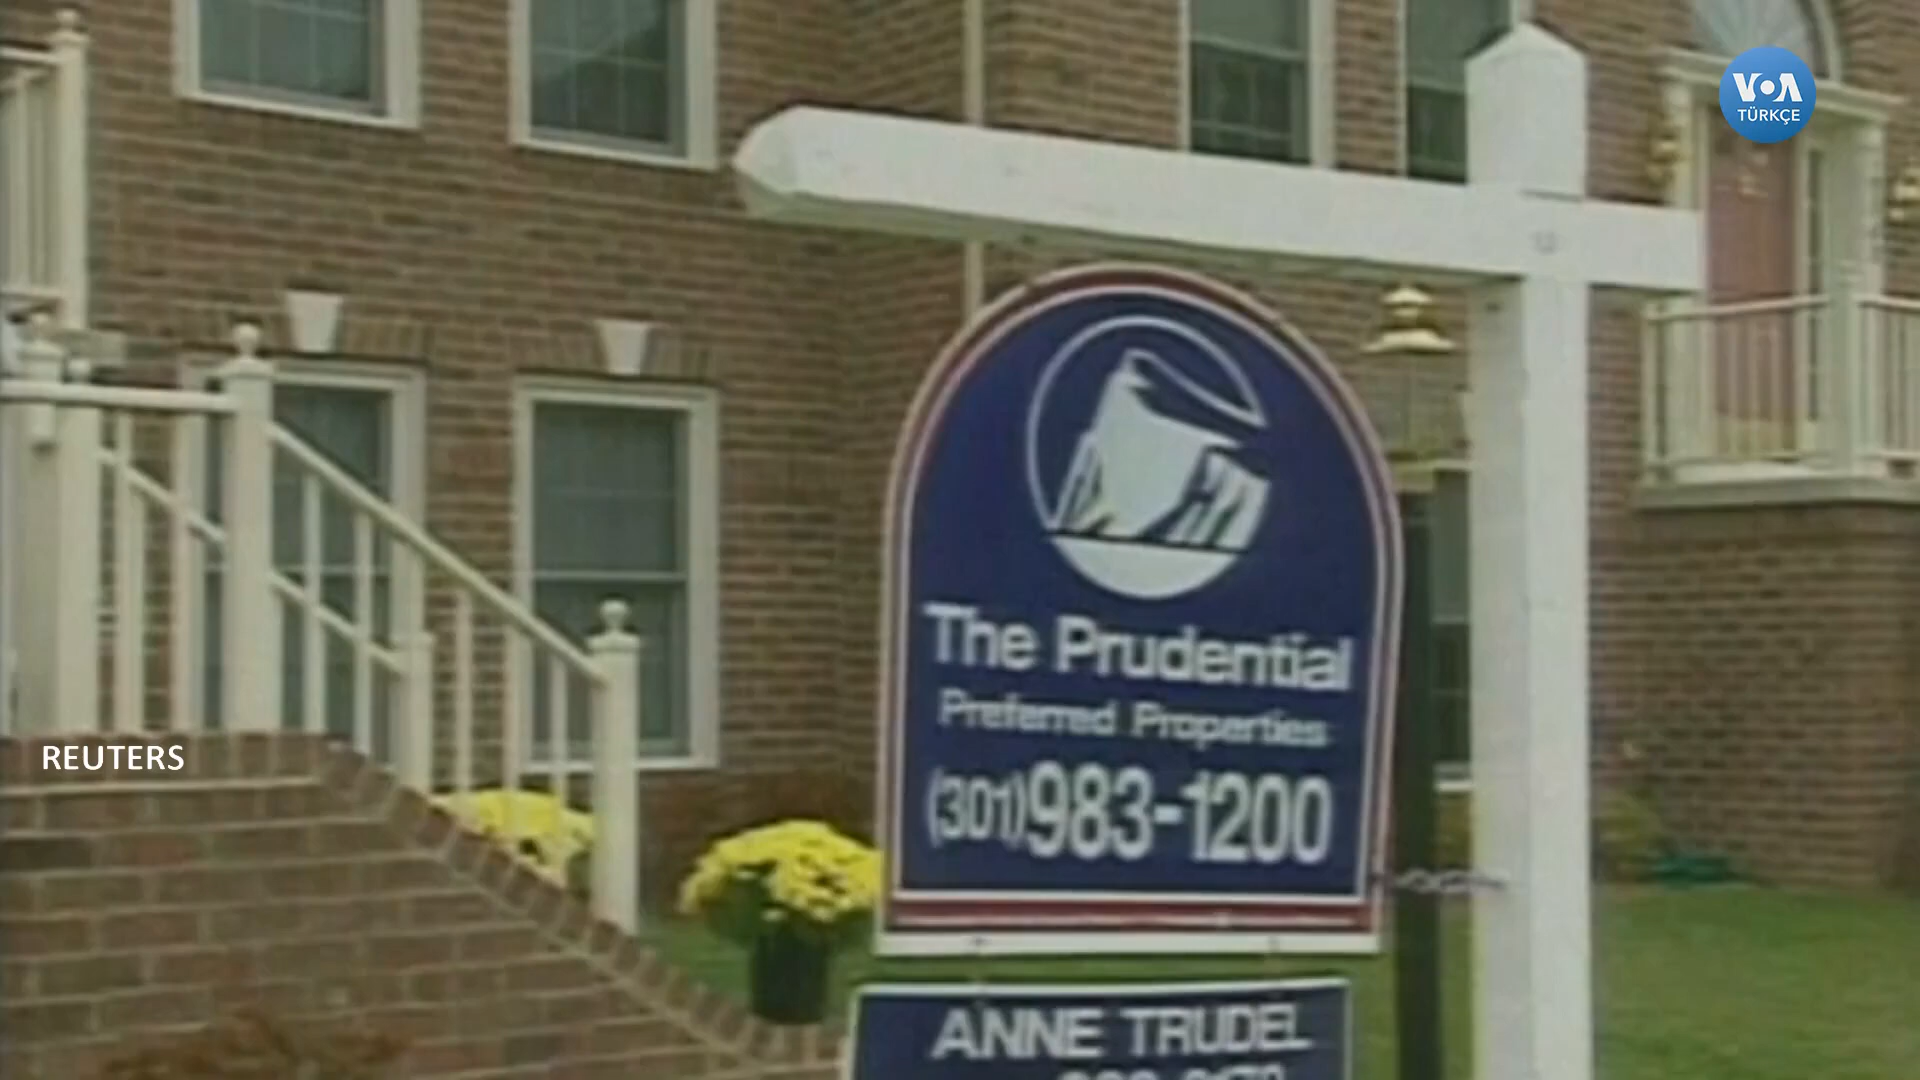 VOA
TÜRKÇE
The Prudential
Preferred Properties
(301)983-1200
REUTERS
ANNE TRUDEL